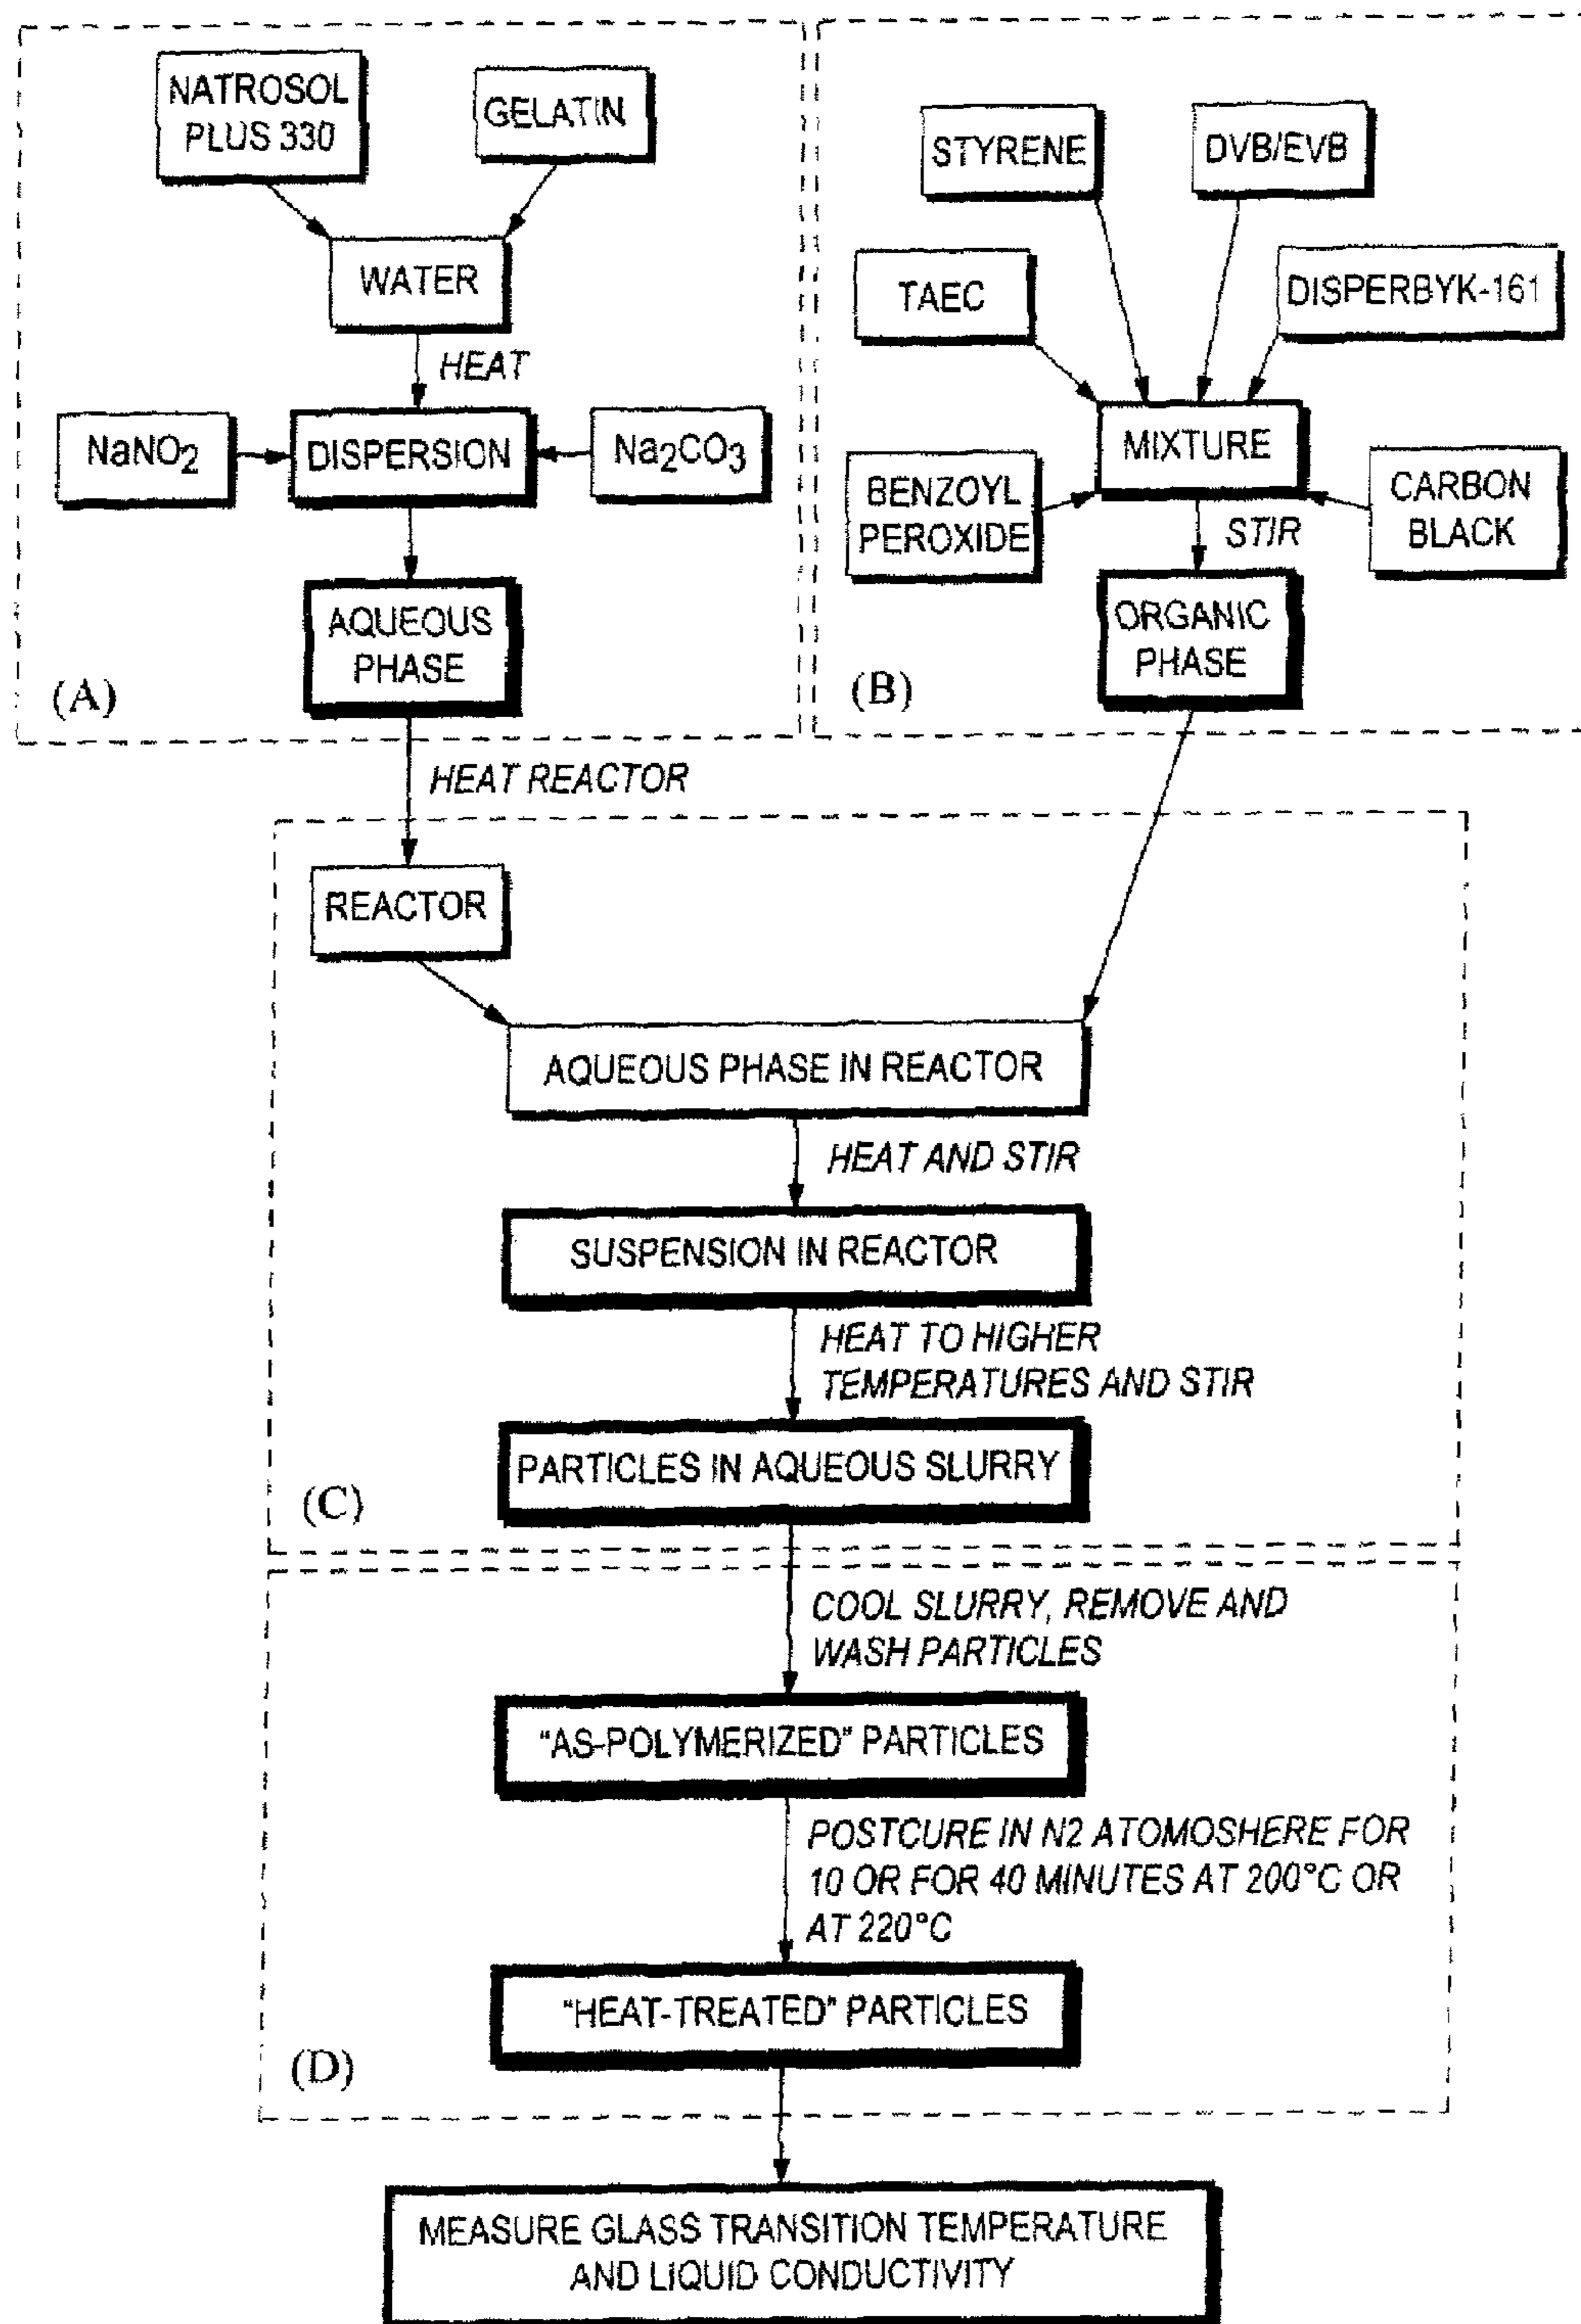 NATROSOL
PLUS 330
GELATIN
WATER
HEAT
NaNO2
DISPERSION
Na2CO3
AQUEOUS
PHASE
(A)
STYRENE
DVB/EVB
TAEC
DISPERBYK-161
MIXTURE
BENZOYL
PEROXIDE
CARBON
BLACK
STIR
ORGANIC
PHASE
(B)
HEAT REACTOR
REACTOR
AQUEOUS PHASE IN REACTOR
HEAT AND STIR
SUSPENSION IN REACTOR
HEAT TO HIGHER
TEMPERATURES AND STIR
PARTICLES IN AQUEOUS SLURRY
(C)
COOL SLURRY, REMOVE AND
WASH PARTICLES
"AS-POLYMERIZED" PARTICLES
POSTCURE IN N2 ATOMOSHERE FOR
10 OR FOR 40 MINUTES AT 200°C OR
AT 220°C
"HEAT-TREATED" PARTICLES
(D)
MEASURE GLASS TRANSITION TEMPERATURE
AND LIQUID CONDUCTIVITY